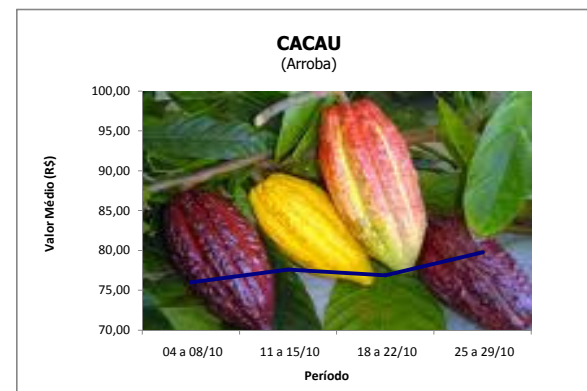 CACAU
(Arroba)
100,00
95,00
90,00
85,00
80,00
75,00
70,00
Valor Médio (R$)
04 a 08/10 11 a 15/10 18 a 22/10 25 a 29/10
Período